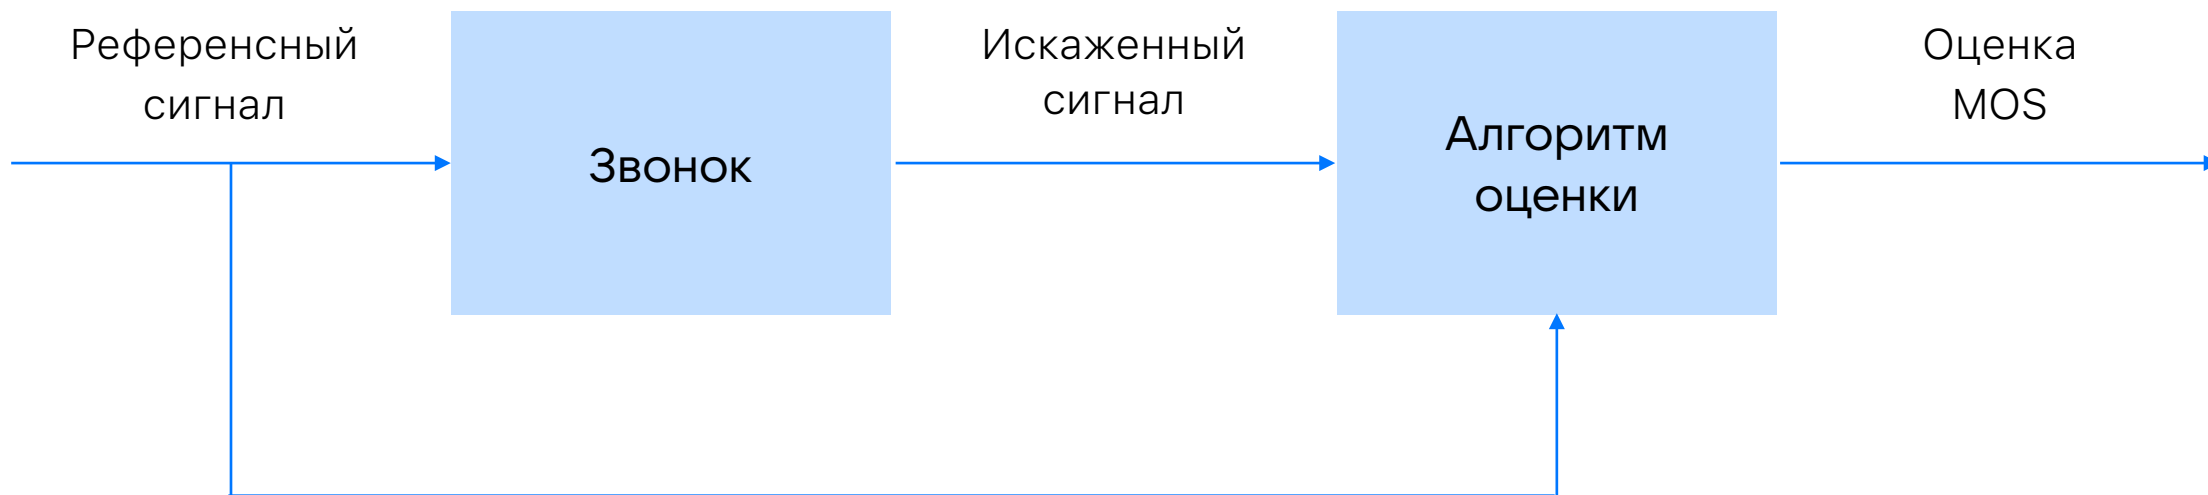 Референсный
сигнал
Звонок
Искаженный
сигнал
Алгоритм
оценки
Оценка
MOS